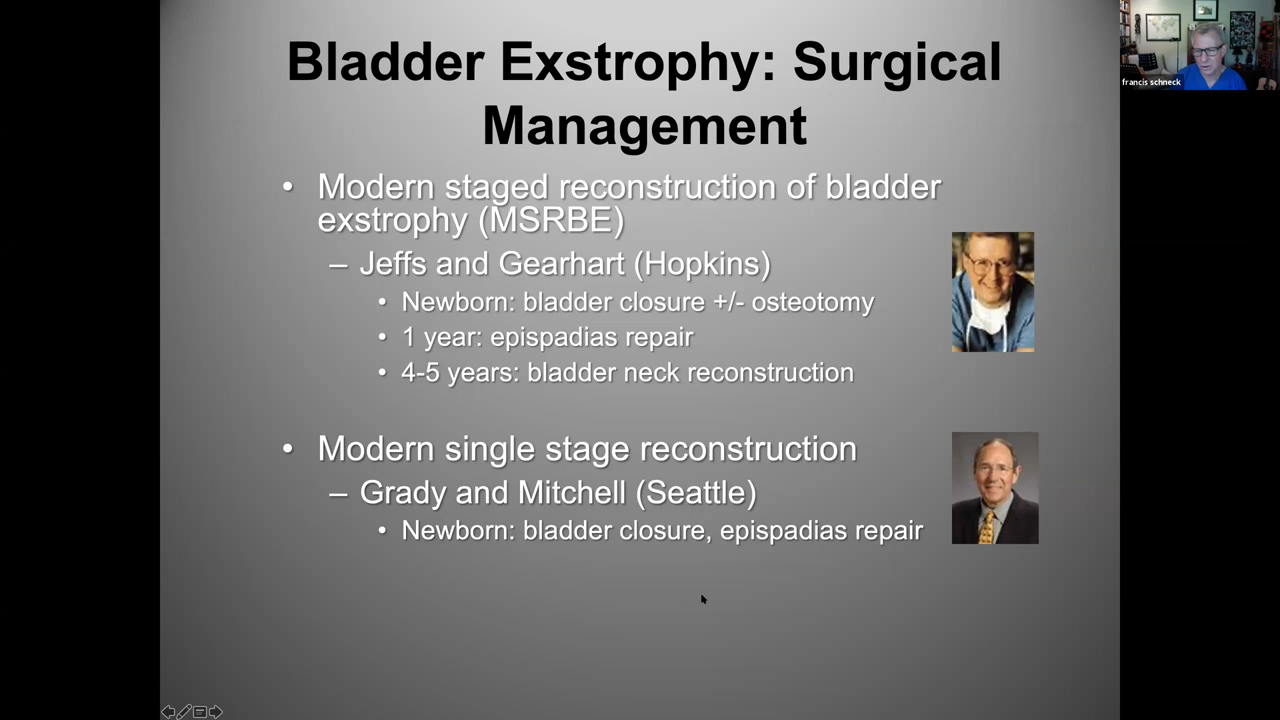 Bladder Exstrophy: Surgical
Management
• Modern staged reconstruction of bladder
exstrophy (MSRBE)
– Jeffs and Gearhart (Hopkins)
• Newborn: bladder closure +/- osteotomy
• 1 year: epispadias repair
• 4-5 years: bladder neck reconstruction
• Modern single stage reconstruction
– Grady and Mitchell (Seattle)
• Newborn: bladder closure, epispadias repair
francis schneck